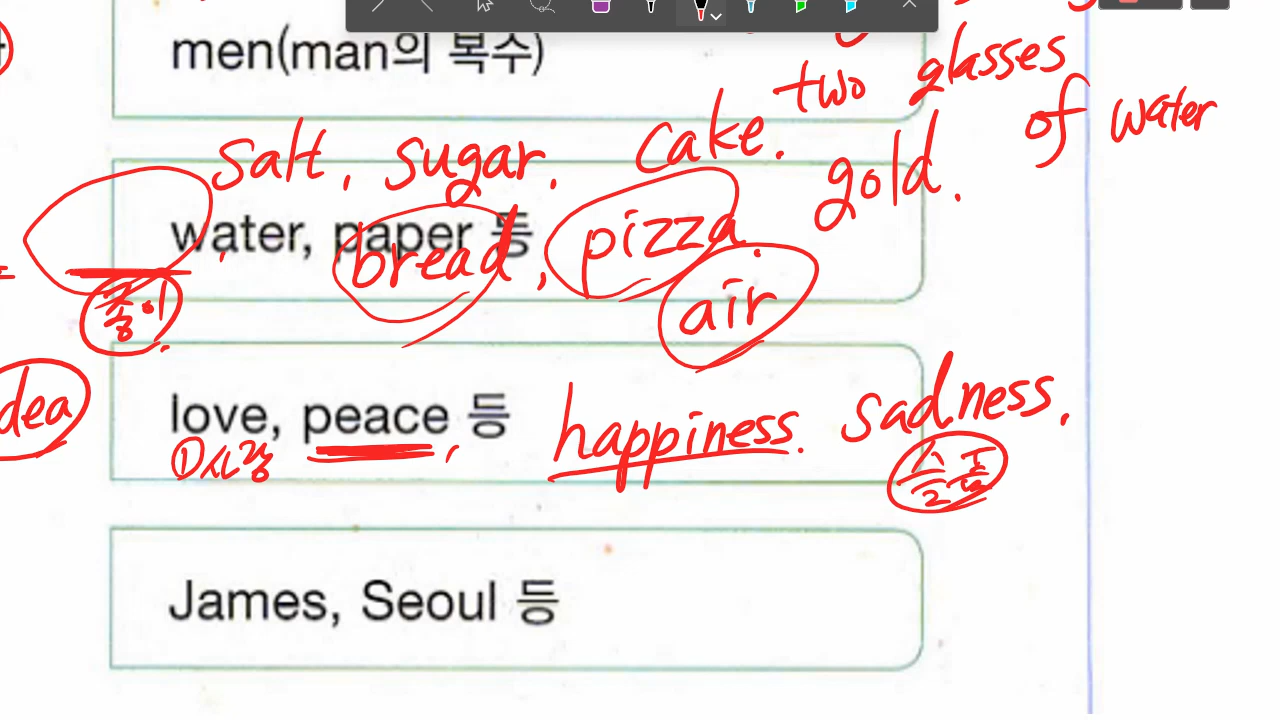 men(man의 복수)
two glasses
of water
salt, sugar. cake.
gold.
water, paper 등
bread, pizza.
air
종이.
dea
love, peace 등
happiness. sadness.
①사랑
슬픔
James, Seoul 등